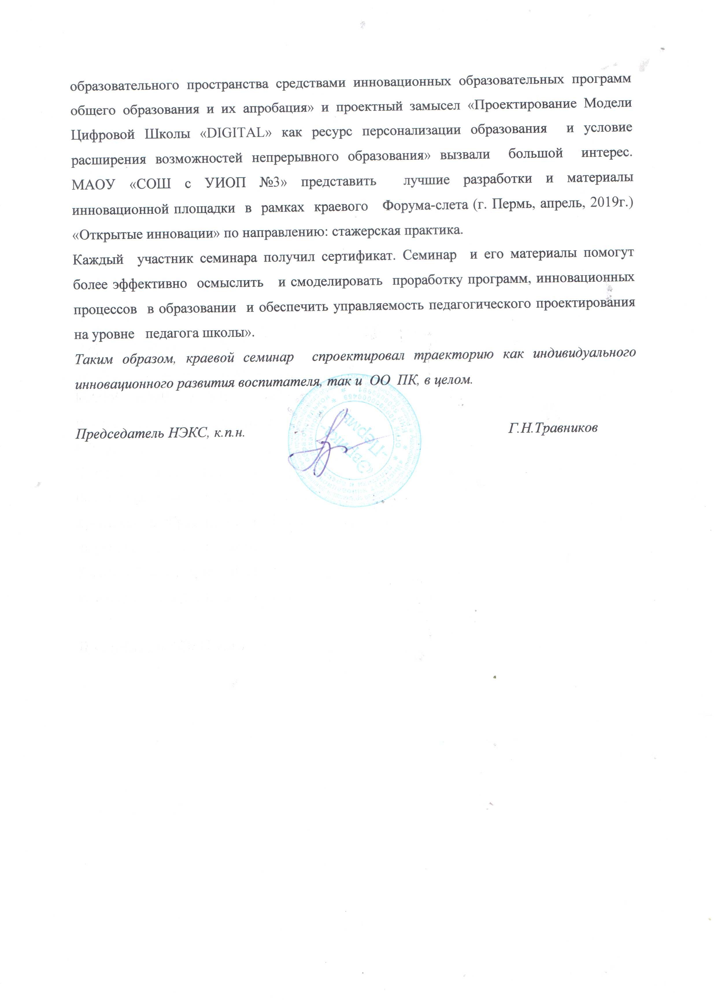 образовательного пространства средствами инновационных образовательных программ
общего образования и их апробация» и проектный замысел «Проектирование Модели
Цифровой Школы «DIGITAL» как ресурс персонализации образования и условие
расширения возможностей непрерывного образования» вызвали большой интерес.
МАОУ «СОШ с УИОП №3» представить лучшие разработки и материалы
инновационной площадки в рамках краевого Форума-слета (г. Пермь, апрель, 2019г.)
«Открытые инновации» по направлению: стажерская практика.
Каждый участник семинара получил сертификат. Семинар и его материалы помогут
более эффективно осмыслить и смоделировать проработку программ, инновационных
процессов в образовании и обеспечить управляемость педагогического проектирования
на уровне педагога школы».
Таким образом, краевой семинар спроектировал траекторию как индивидуального
инновационного развития воспитателя, так и ОО ПК, в целом.
Председатель НЭКС, к.п.н. Г.Н.Травников
«Эврика
-Пермь»